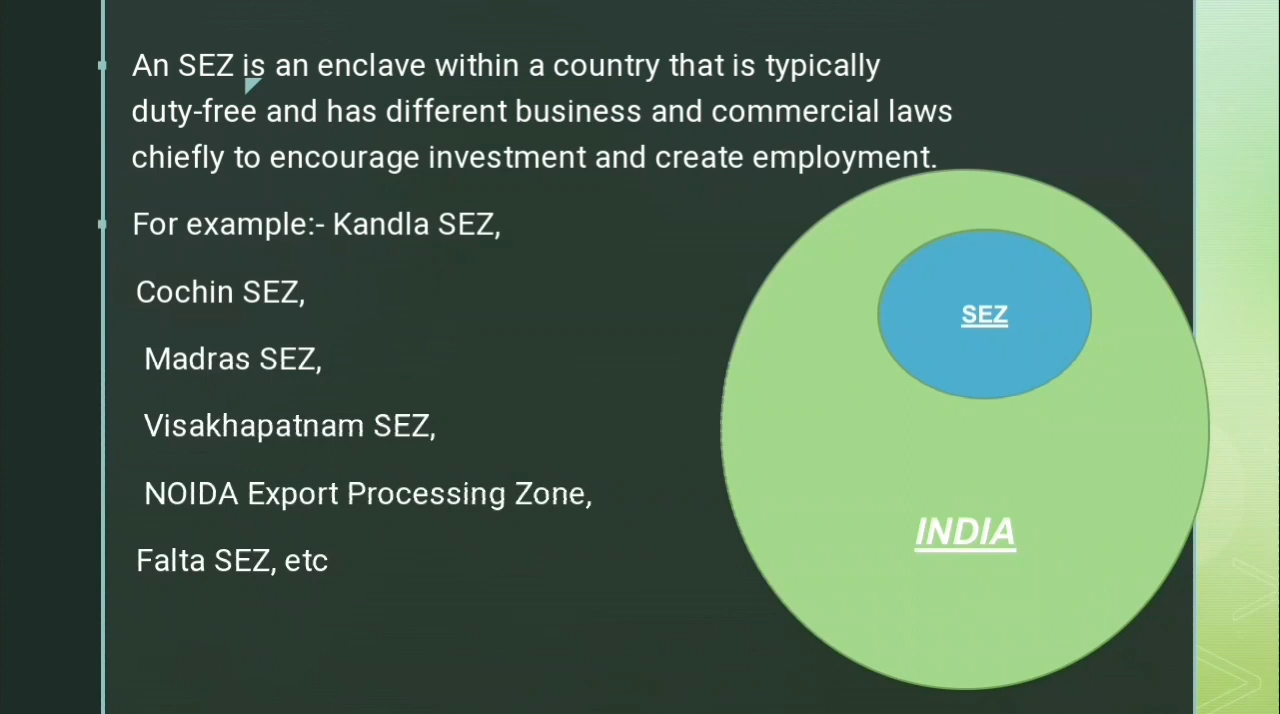 An SEZ is an enclave within a country that is typically
duty-free and has different business and commercial laws
chiefly to encourage investment and create employment.
For example:- Kandla SEZ,
Cochin SEZ,
Madras SEZ,
Visakhapatnam SEZ,
NOIDA Export Processing Zone,
Falta SEZ, etc
SEZ
INDIA